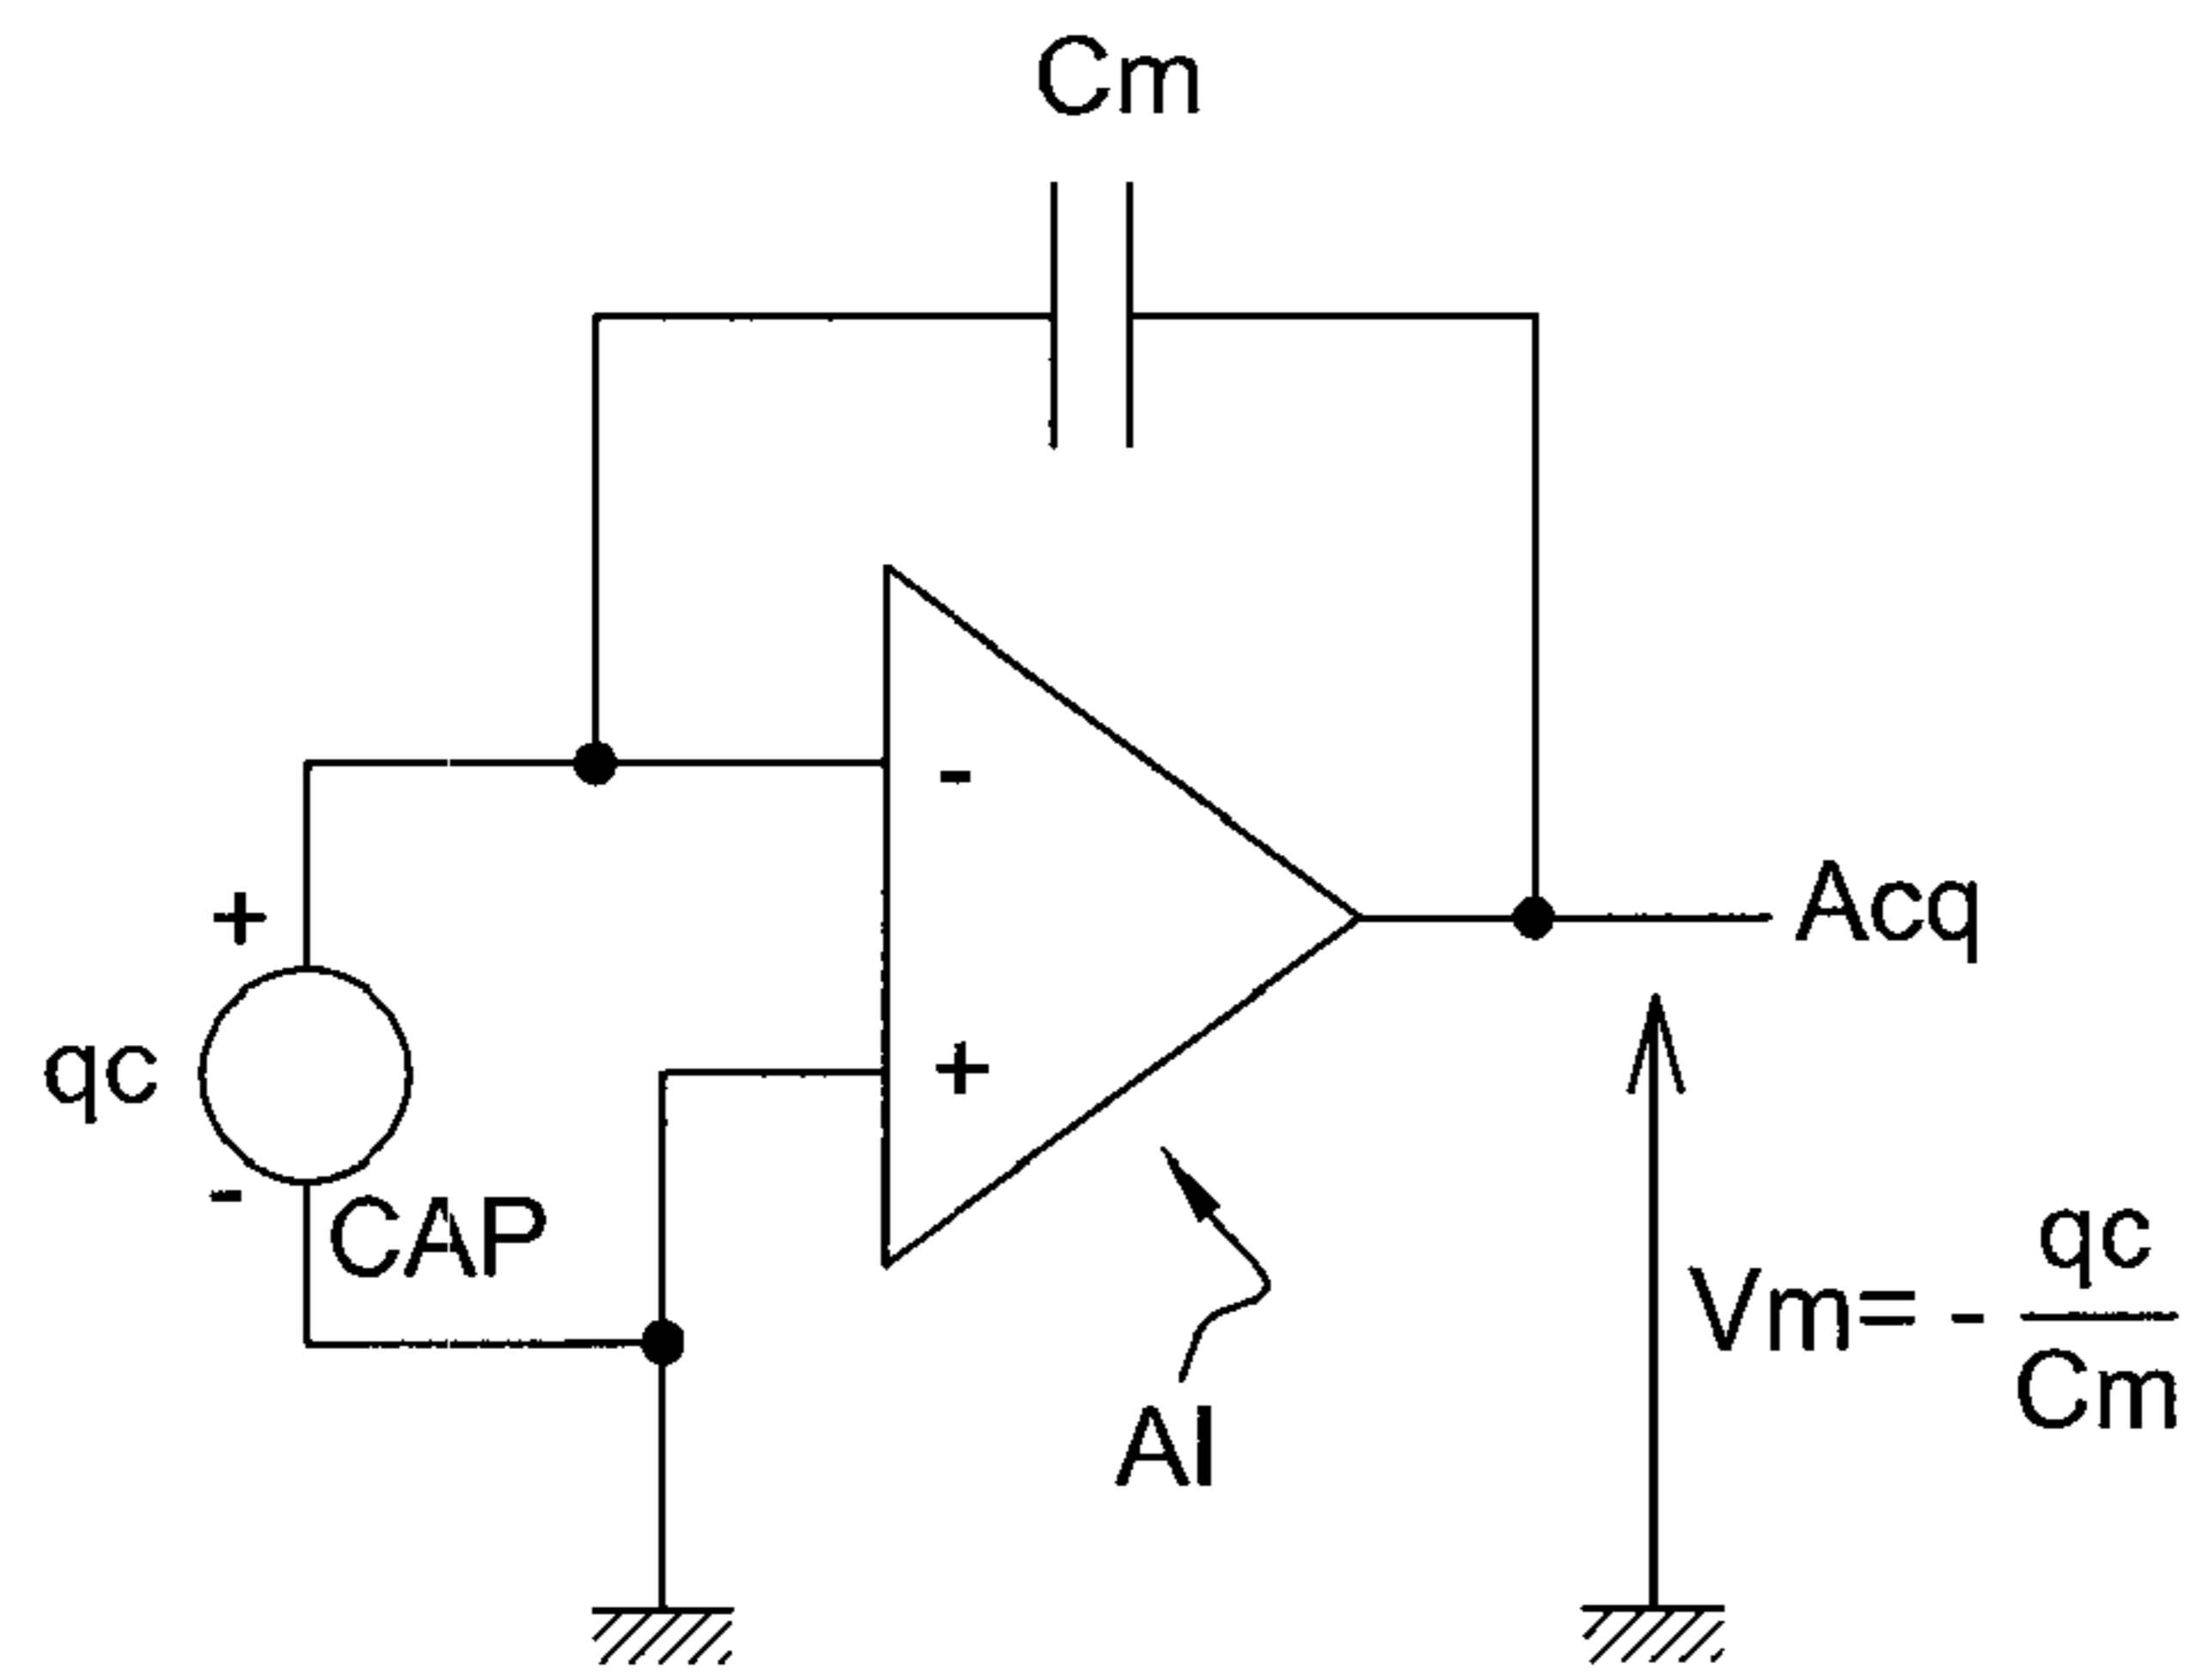 Cm
-
+
Acq
+
qc
-
CAP
AI
Vm= - qc/Cm